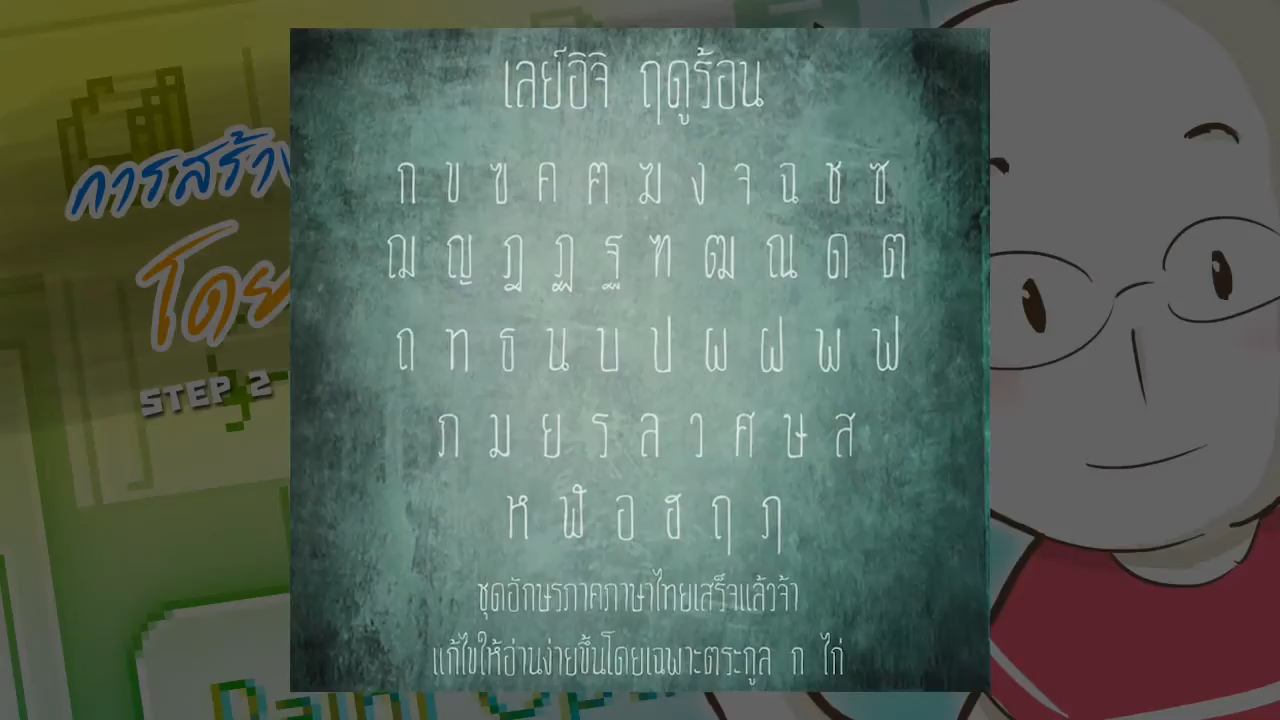 เลย์อิจิ ฤดูร้อน
ก ข ฃ ค ฅ ฆ ง จ ฉ ช ซ
ฌ ญ ฎ ฏ ฐ ฑ ฒ ณ ด ต
ถ ท ธ น บ ป ผ ฝ พ ฟ
ภ ม ย ร ล ว ศ ษ ส
ห ฬ อ ฮ ฤ ฦ
ชุดอักษรภาคภาษาไทยเสร็จแล้วจ้า
แก้ไขให้อ่านง่ายขึ้นโดยเฉพาะตระกูล ก ไก่
การสร้าง
โดย
STEP 2